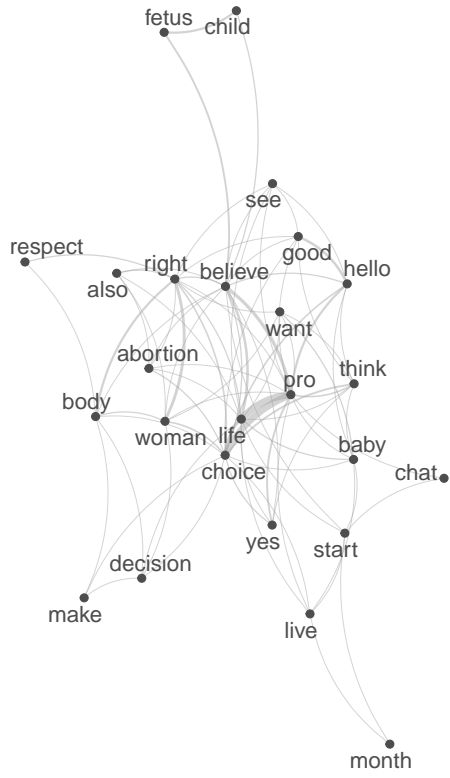 fetus
child
see
good
respect
right
believe
hello
also
want
abortion
think
pro
body
woman
life
baby
choice
chat
yes
start
decision
make
live
month